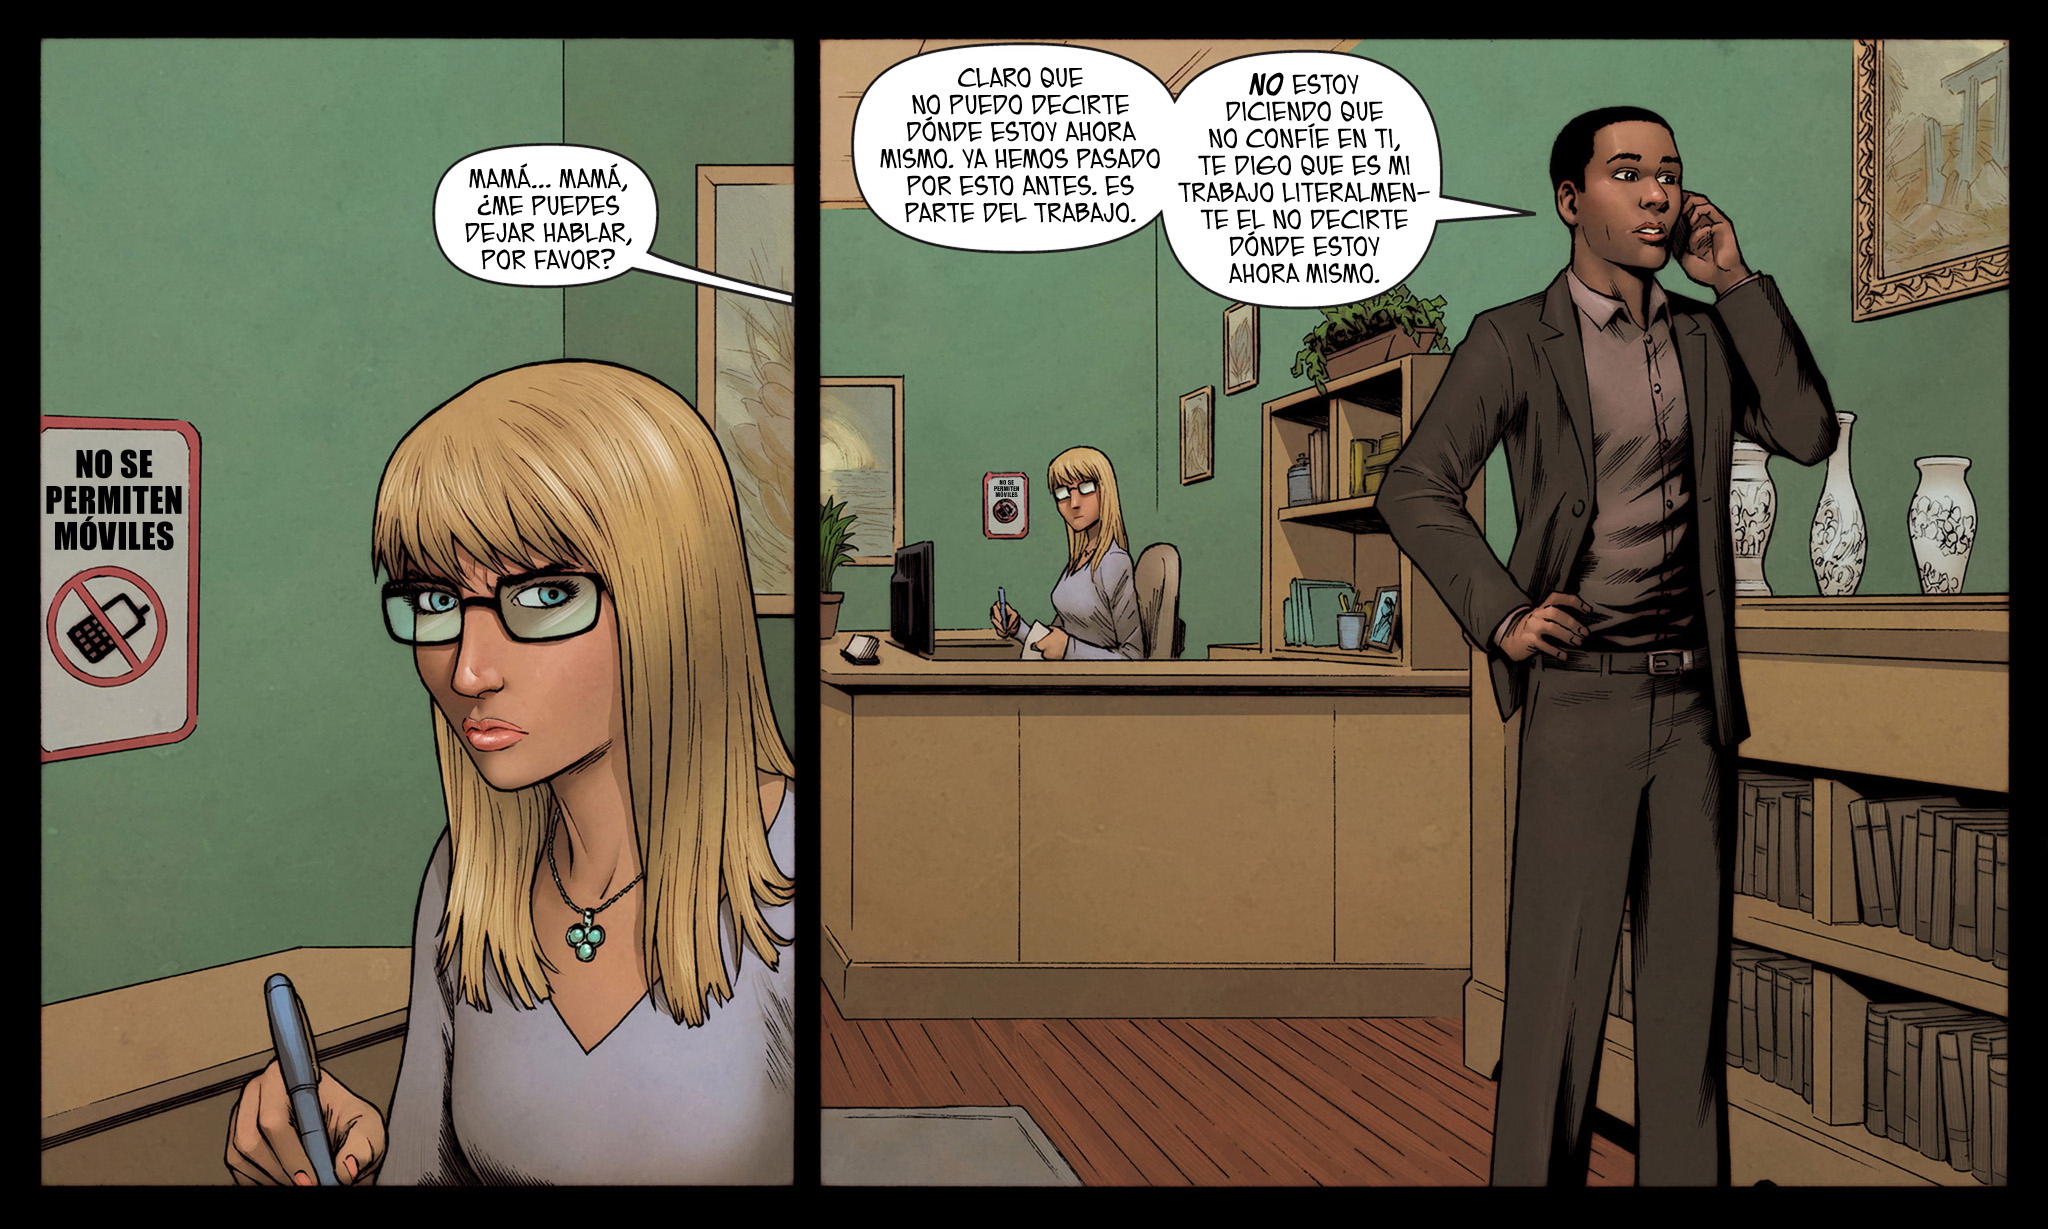 MAMÁ... MAMÁ,
¿ME PUEDES
DEJAR HABLAR,
POR FAVOR?
NO SE
PERMITEN
MÓVILES
CLARO QUE
NO PUEDO DECIRTE
DÓNDE ESTOY AHORA
MISMO. YA HEMOS PASADO
POR ESTO ANTES. ES
PARTE DEL TRABAJO.
NO ESTOY
DICIENDO QUE
NO CONFÍE EN TI,
TE DIGO QUE ES MI
TRABAJO LITERALMEN-
TE EL NO DECIRTE
DÓNDE ESTOY
AHORA MISMO.
NO SE
PERMITEN
MÓVILES